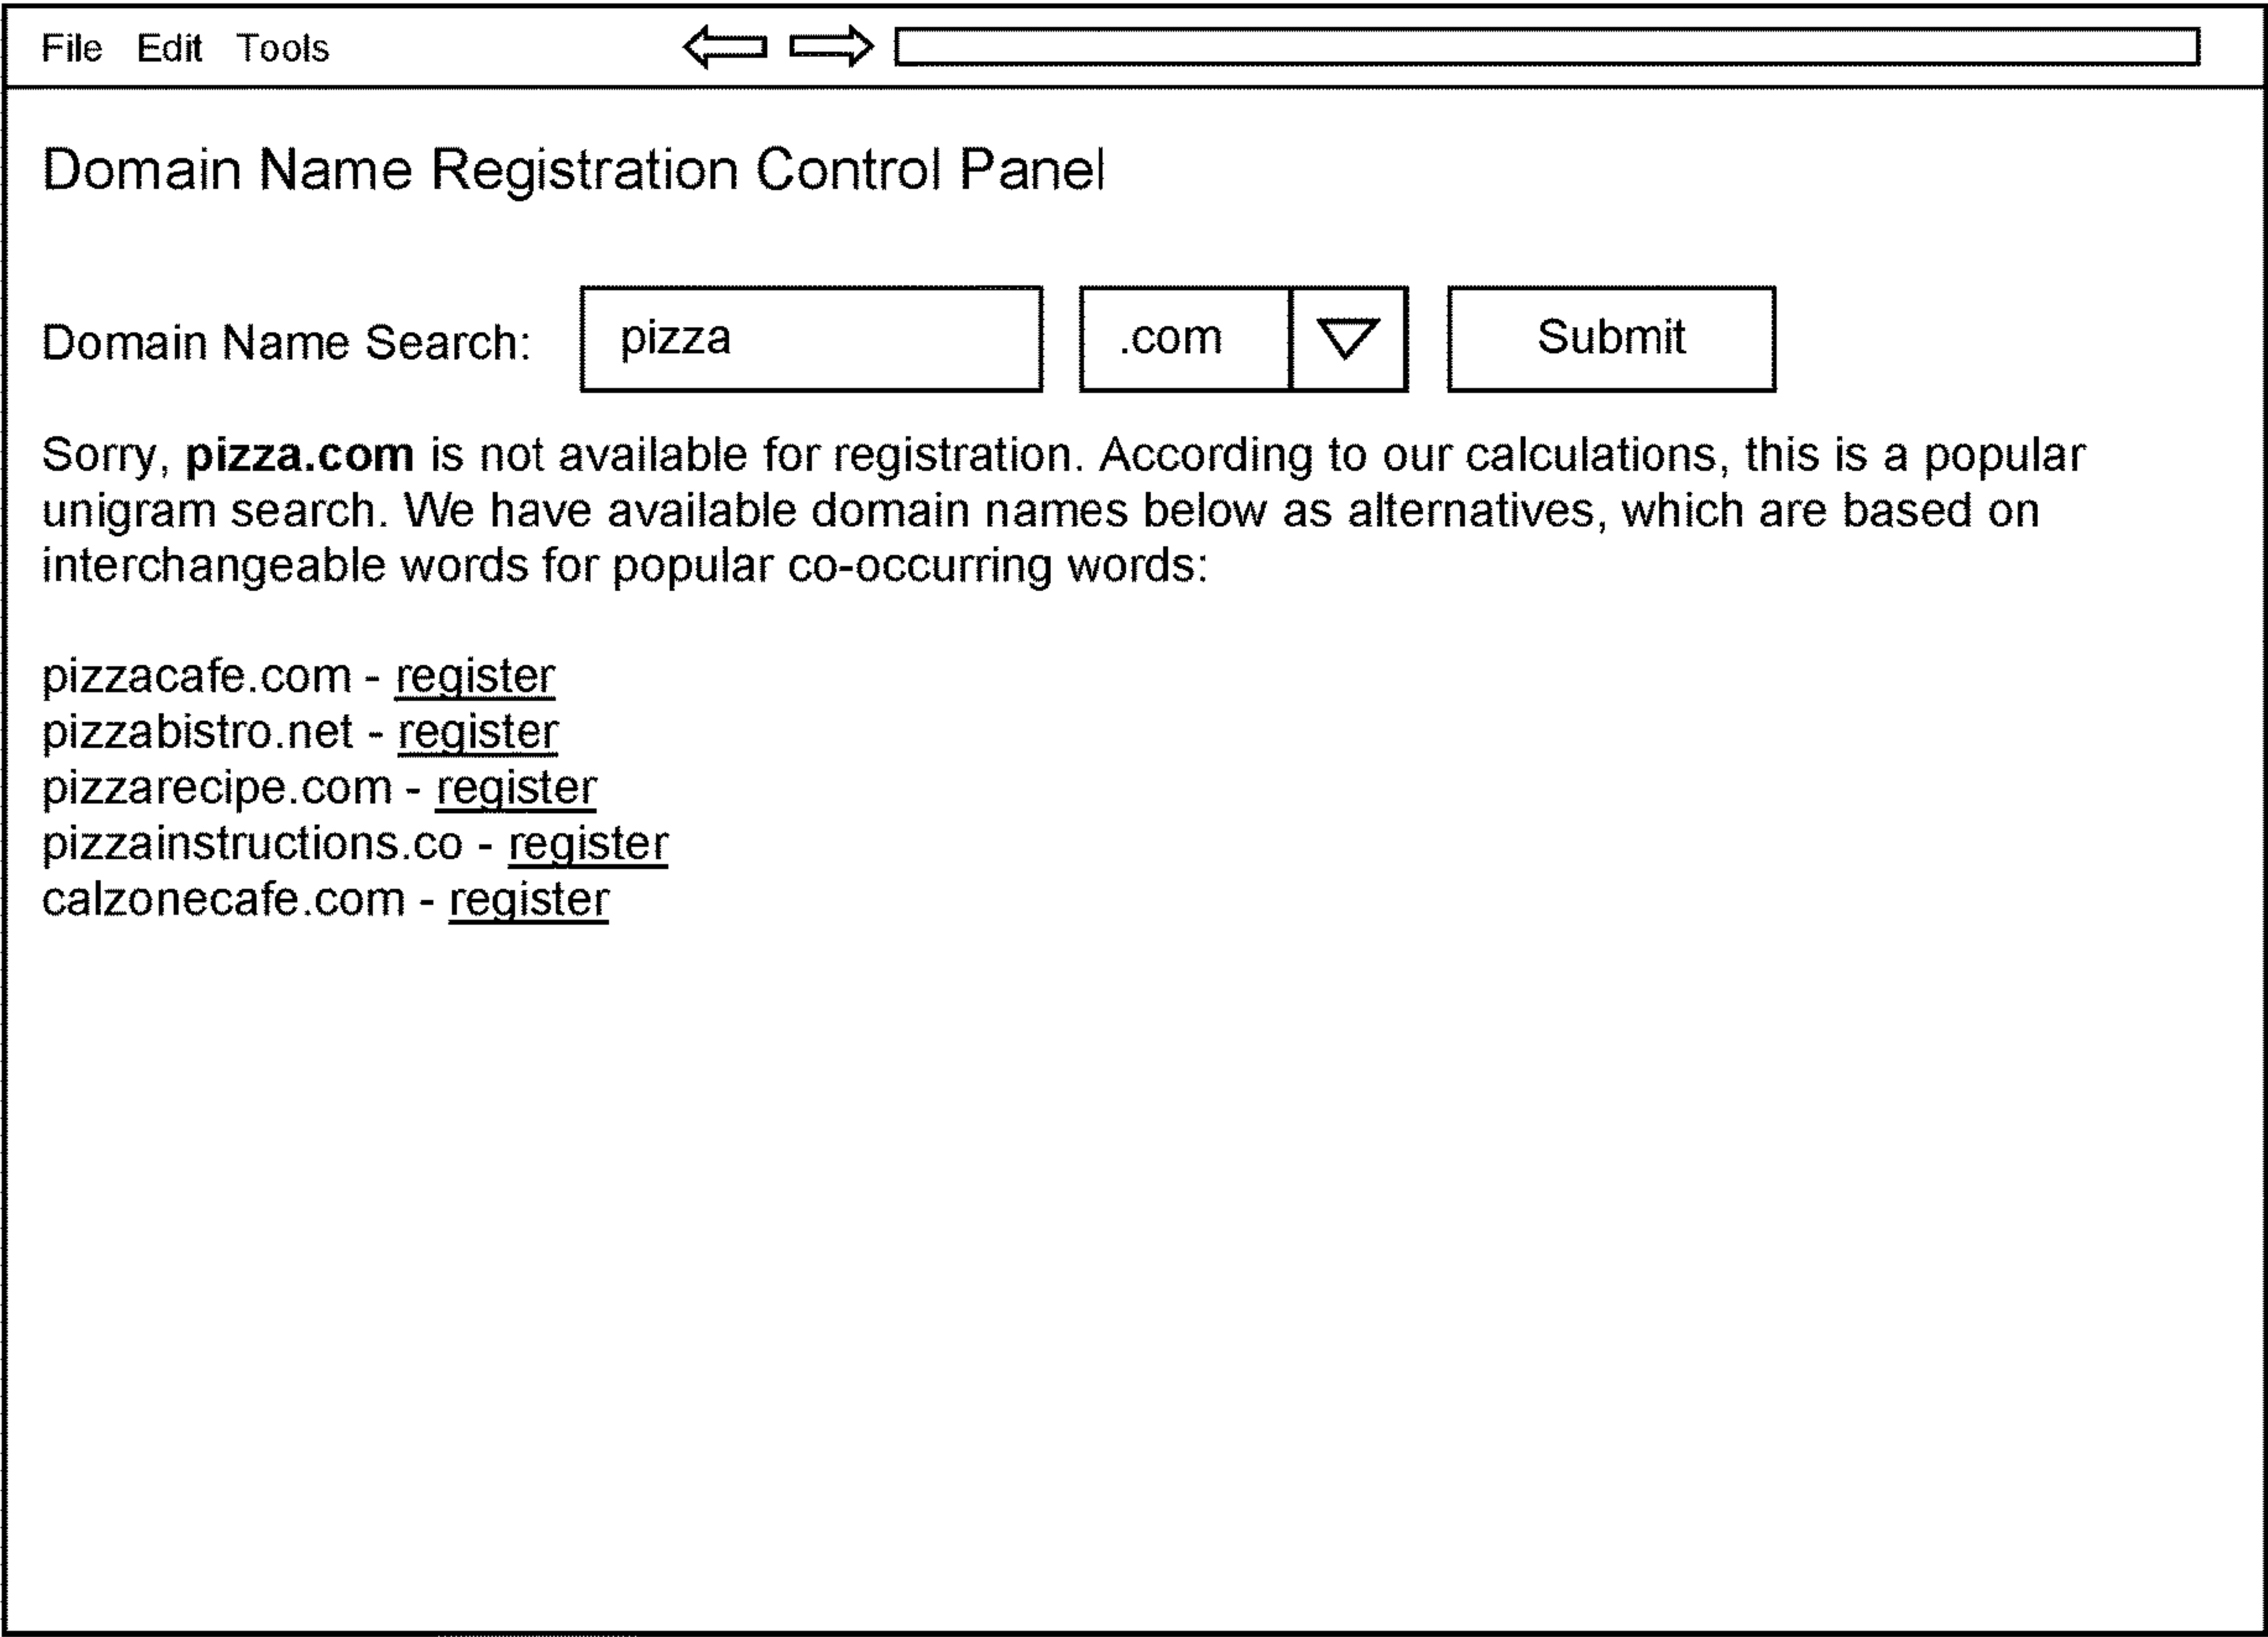 File Edit Tools
Domain Name Registration Control Panel
Domain Name Search: pizza .com Submit
Sorry, pizza.com is not available for registration. According to our calculations, this is a popular
unigram search. We have available domain names below as alternatives, which are based on
interchangeable words for popular co-occurring words:
pizzacafe.com - register
pizzabistro.net - register
pizzarecipe.com - register
pizzainstructions.co - register
calzonecafe.com - register